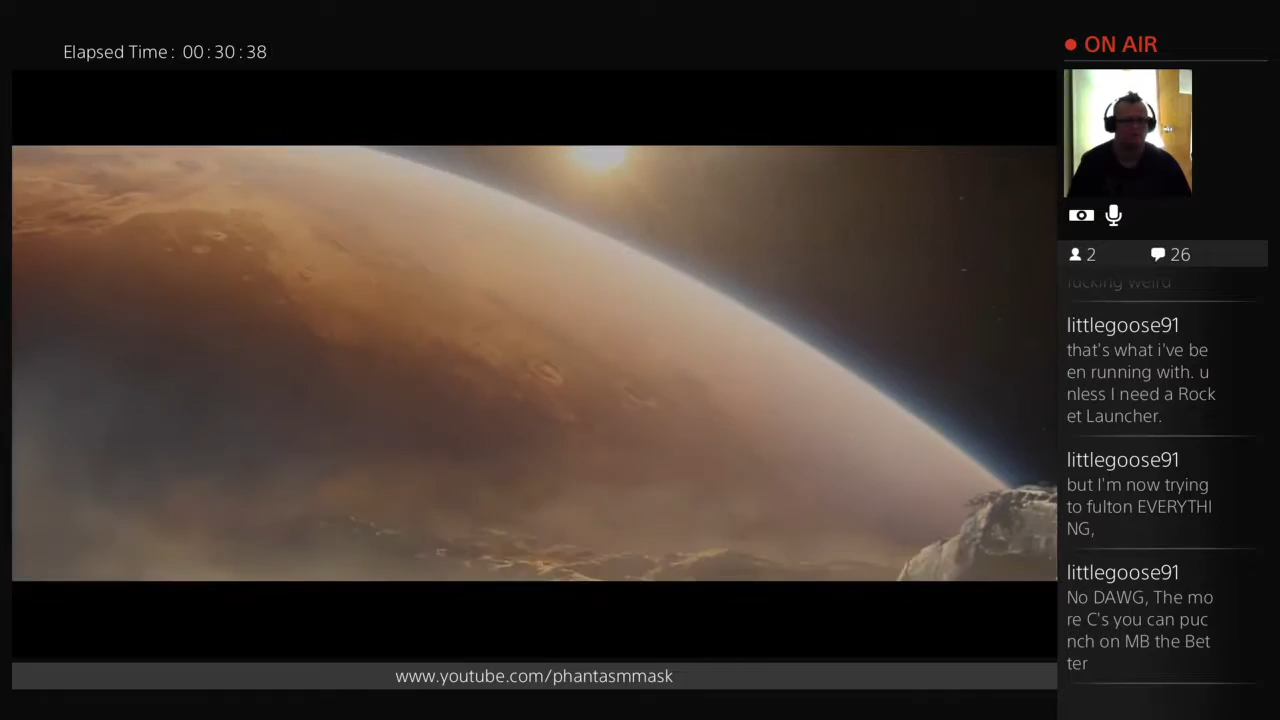 Elapsed Time: 00:30:38
ON AIR
2
26
fucking weird
littlegoose91
that's what i've be
en running with. u
nless I need a Rock
et Launcher.
littlegoose91
but I'm now trying
to fulton EVERYTHI
NG,
littlegoose91
No DAWG, The mo
re C's you can puc
nch on MB the Bet
ter
www.youtube.com/phantasmmask